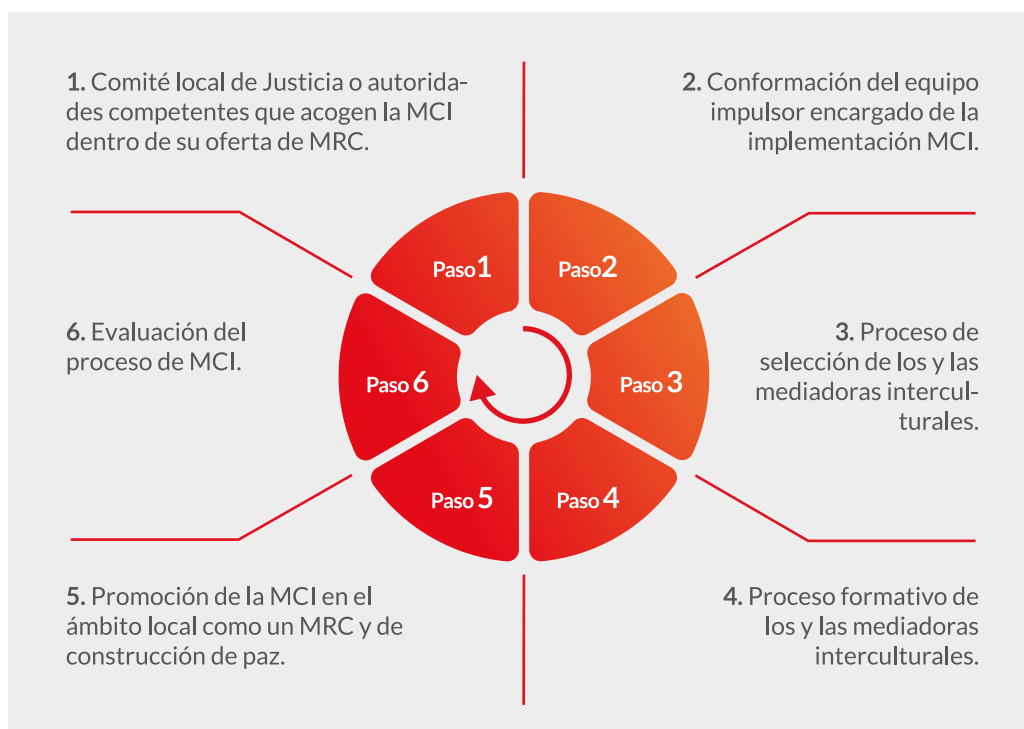 1. Comité local de Justicia o autorida-
des competentes que acogen la MCI
dentro de su oferta de MRC.
2. Conformación del equipo
impulsor encargado de la
implementación MCI.
Paso 1
Paso 2
6. Evaluación del
proceso de MCI.
Paso 6
Paso 3
3. Proceso de
selección de los y las
mediadoras intercul-
turales.
Paso 5
Paso 4
5. Promoción de la MCI en el
ámbito local como un MRC y de
construcción de paz.
4. Proceso formativo de
los y las mediadoras
interculturales.